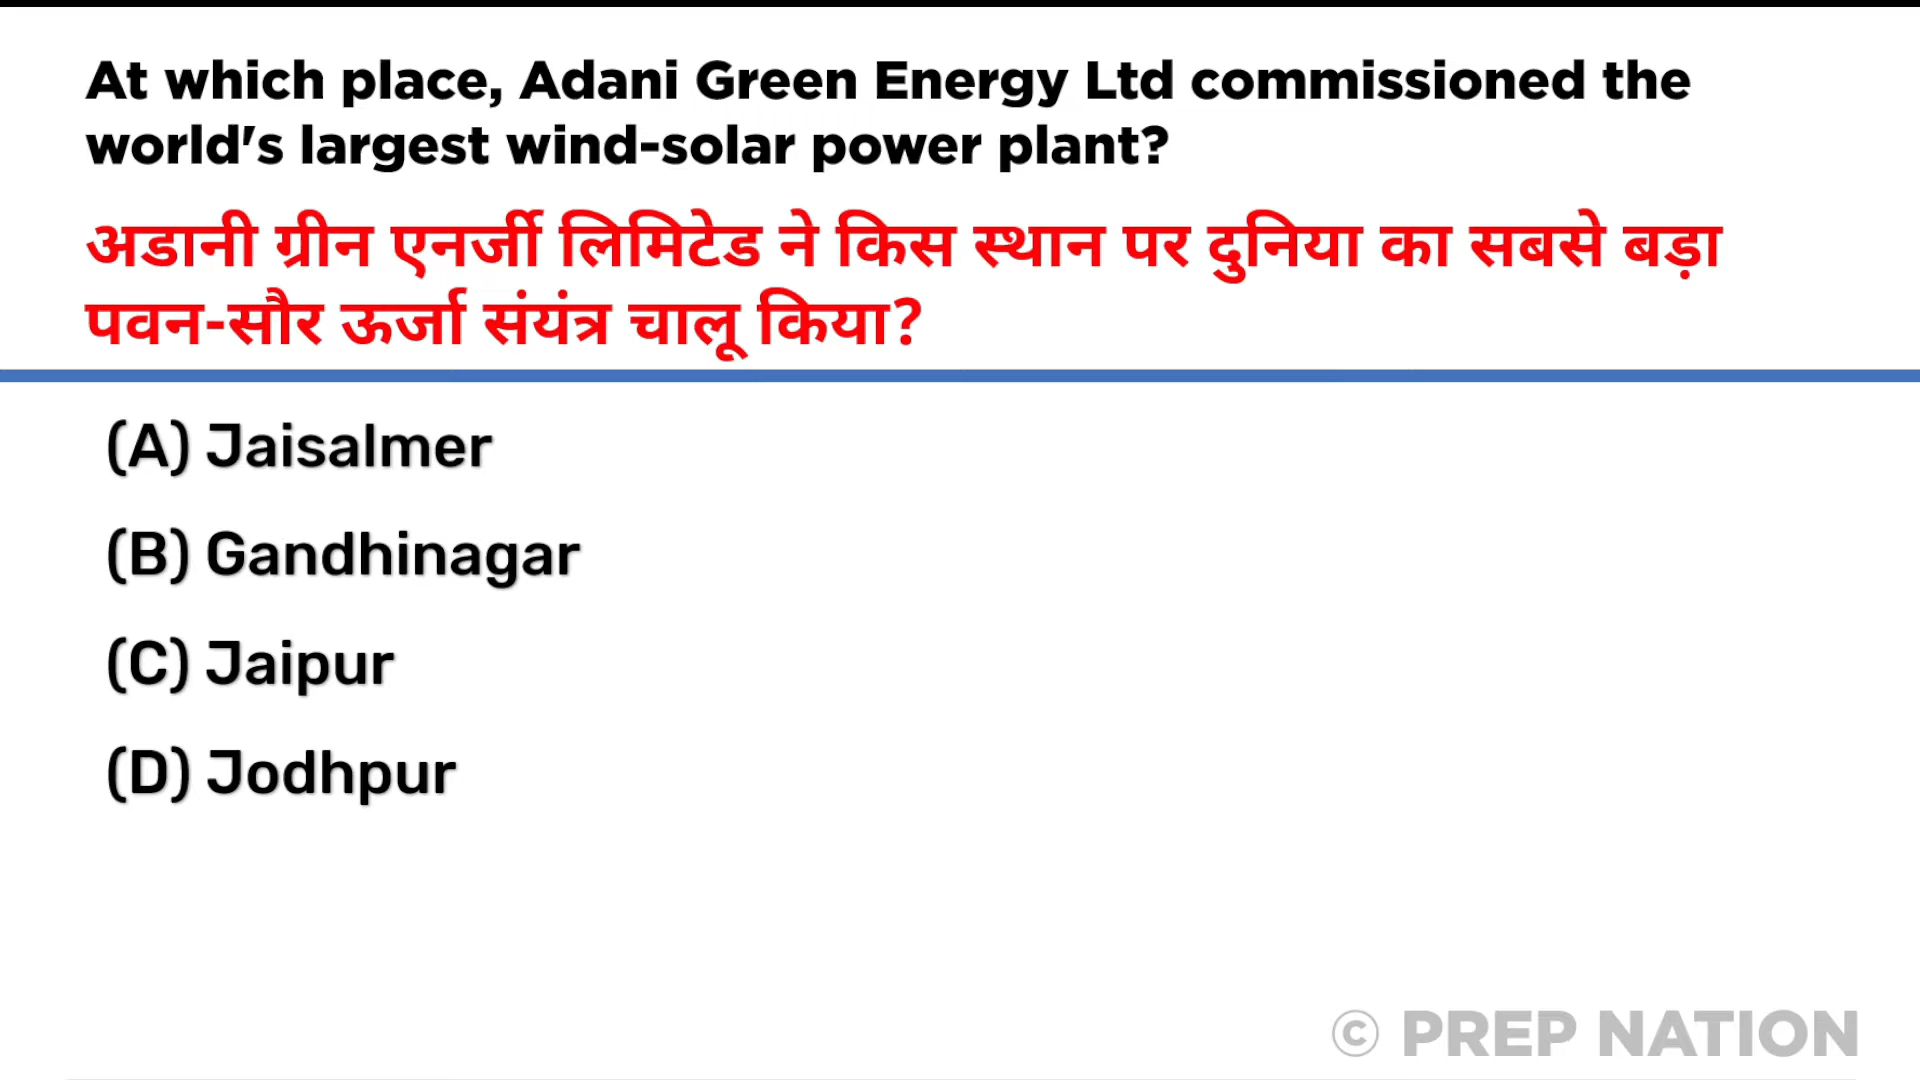 At which place, Adani Green Energy Ltd commissioned the
world's largest wind-solar power plant?
अडानी ग्रीन एनर्जी लिमिटेड ने किस स्थान पर दुनिया का सबसे बड़ा
पवन-सौर ऊर्जा संयंत्र चालू किया?
(A) Jaisalmer
(B) Gandhinagar
(C) Jaipur
(D) Jodhpur
© PREP NATION